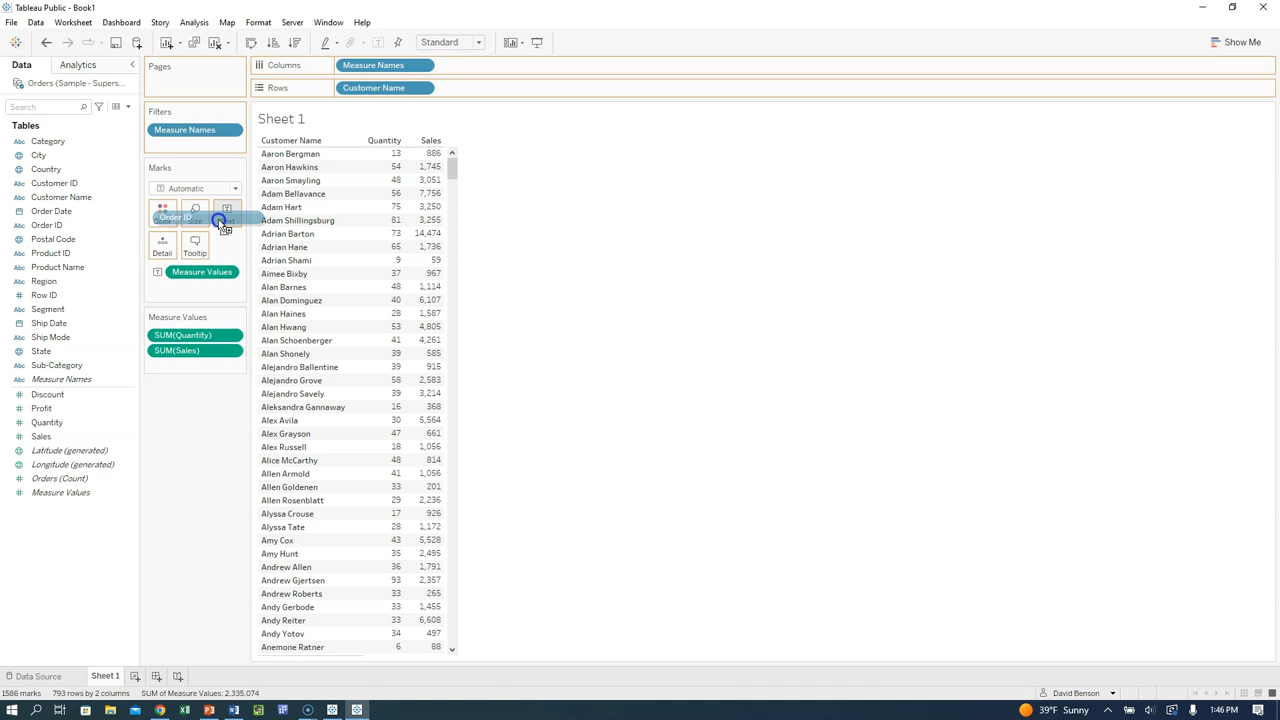 Tableau Public - Book1
File Data Worksheet Dashboard Story Analysis Map Format Server Window Help
Standard
Show Me
Data Analytics
Orders (Sample - Supers...
Search
Tables
Category
City
Country
Customer ID
Customer Name
Order Date
Order ID
Postal Code
Product ID
Product Name
Region
Row ID
Segment
Ship Date
Ship Mode
State
Sub-Category
Measure Names
Discount
Profit
Quantity
Sales
Latitude (generated)
Longitude (generated)
Orders (Count)
Measure Values
Pages
Filters
Measure Names
Marks
Automatic
Order ID
Detail Tooltip
Measure Values
Measure Values
SUM(Quantity)
SUM(Sales)
Columns Measure Names
Rows Customer Name
Sheet 1
Customer Name Quantity Sales
Aaron Bergman 13 886
Aaron Hawkins 54 1,745
Aaron Smayling 48 3,051
Adam Bellavance 56 7,756
Adam Hart 75 3,250
Adam Shillingsburg 81 3,255
Adrian Barton 73 14,474
Adrian Hane 65 1,736
Adrian Shami 9 59
Aimee Bixby 37 967
Alan Barnes 48 1,114
Alan Dominguez 40 6,107
Alan Haines 28 1,587
Alan Hwang 53 4,805
Alan Schoenberger 41 4,261
Alan Shonely 39 585
Alejandro Ballentine 39 915
Alejandro Grove 58 2,583
Alejandro Savely 39 3,214
Aleksandra Gannaway 16 368
Alex Avila 30 5,564
Alex Grayson 47 661
Alex Russell 18 1,056
Alice McCarthy 48 814
Allen Armold 41 1,056
Allen Goldenen 33 201
Allen Rosenblatt 29 2,236
Alyssa Crouse 17 926
Alyssa Tate 28 1,172
Amy Cox 43 5,528
Amy Hunt 35 2,495
Andrew Allen 36 1,791
Andrew Gjertsen 93 2,357
Andrew Roberts 33 265
Andy Gerbode 33 1,455
Andy Reiter 33 6,608
Andy Yotov 34 497
Anemone Ratner 6 88
Data Source Sheet 1
1586 marks 793 rows by 2 columns SUM of Measure Values: 2,335,074
David Benson
39°F Sunny 1:46 PM